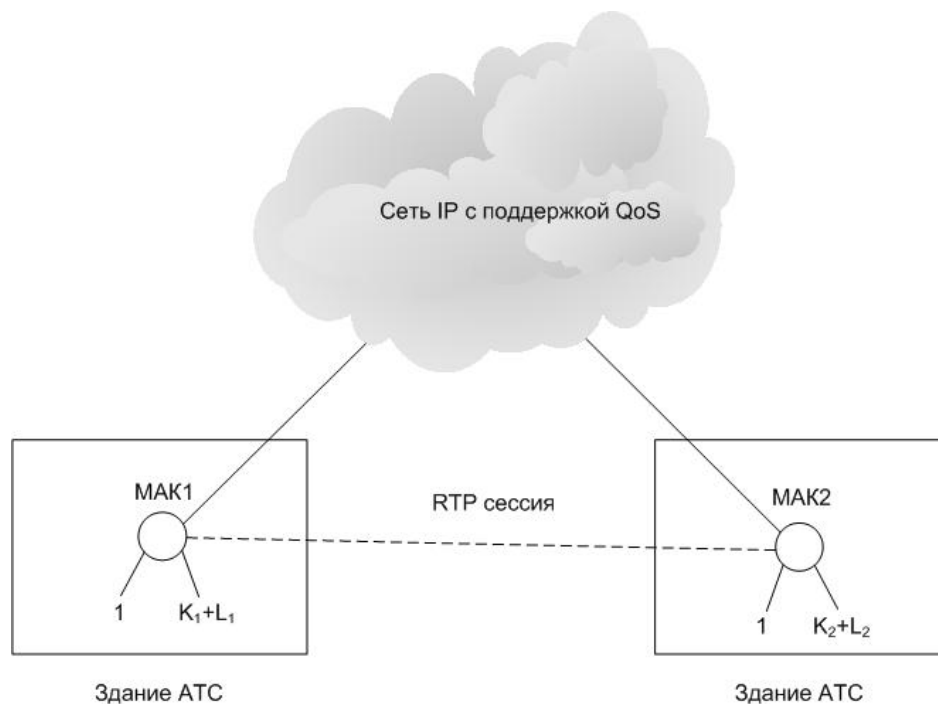 Сеть IP с поддержкой QoS
МАК1
RTP сессия
МАК2
1
K₁+L₁
1
K₂+L₂
Здание АТС
Здание АТС